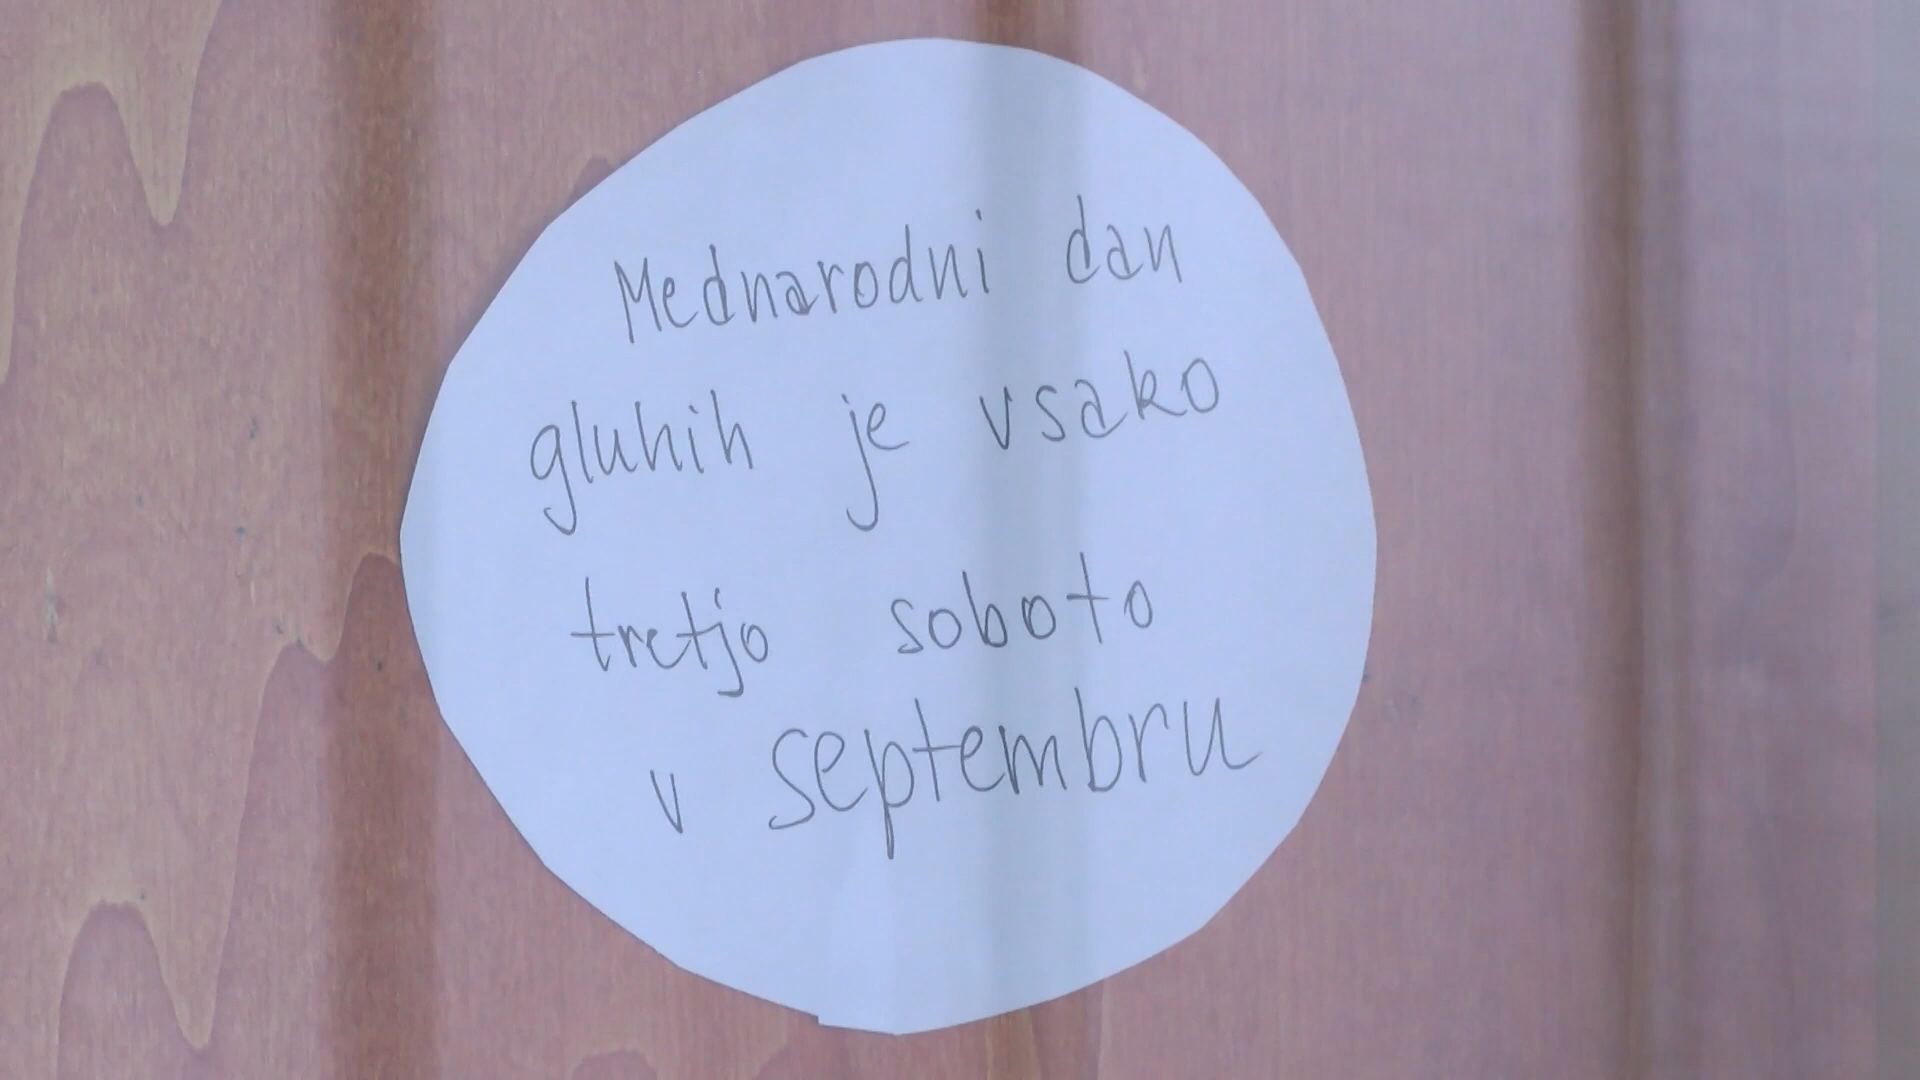 Mednarodni dan
gluhih je vsako
tretjo soboto
v septembru